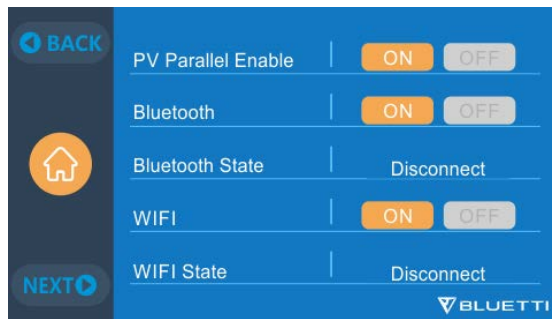 BACK
PV Parallel Enable ON OFF
Bluetooth ON OFF
Bluetooth State Disconnect
WIFI ON OFF
WIFI State Disconnect
NEXT
BLUETTI